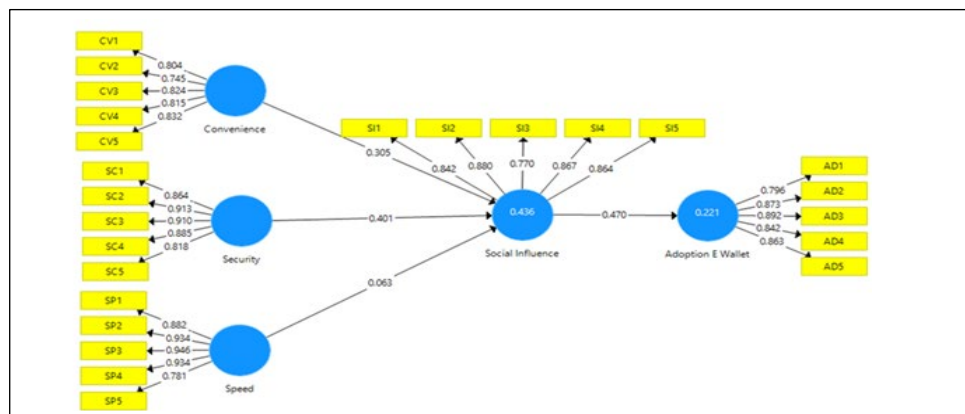 CV1
CV2
CV3
CV4
CV5
0.804
0.745
0.824
0.815
0.832
Convenience
0.305
SI1
SI2
SI3
SI4
SI5
0.842
0.880
0.770
0.867
0.864
SC1
SC2
SC3
SC4
SC5
0.864
0.913
0.910
0.885
0.818
Security
0.401
0.436
Social Influence
0.470
0.221
Adoption E Wallet
0.796
0.873
0.892
0.842
0.863
AD1
AD2
AD3
AD4
AD5
0.063
SP1
SP2
SP3
SP4
SP5
0.882
0.934
0.946
0.934
0.781
Speed